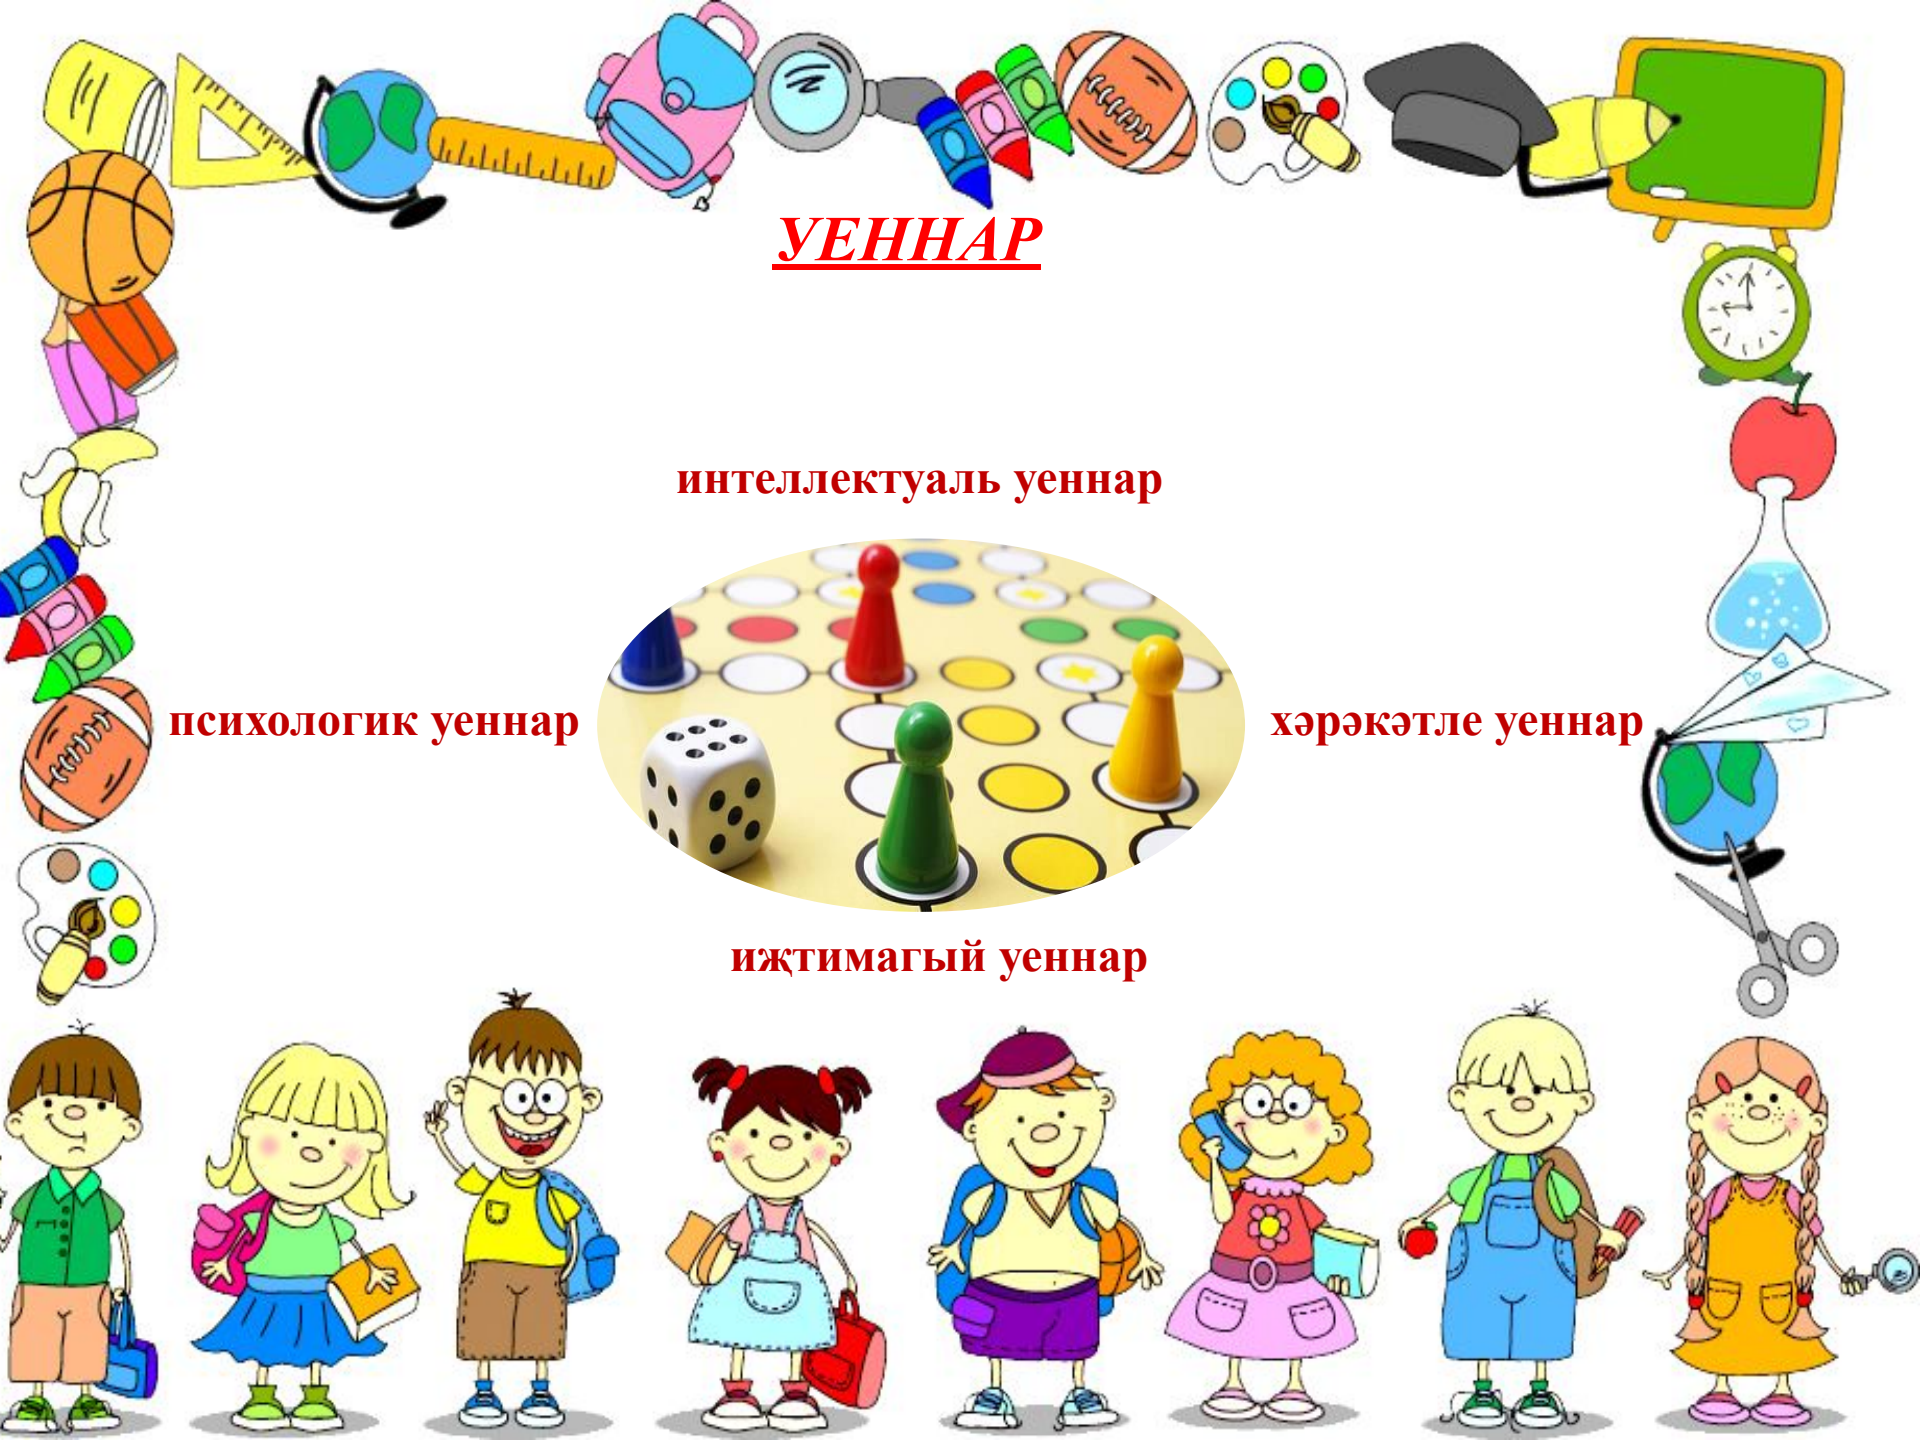 УЕННАР
интеллектуаль уеннар
психологик уеннар
хәрәкәтле уеннар
иҗтимагый уеннар